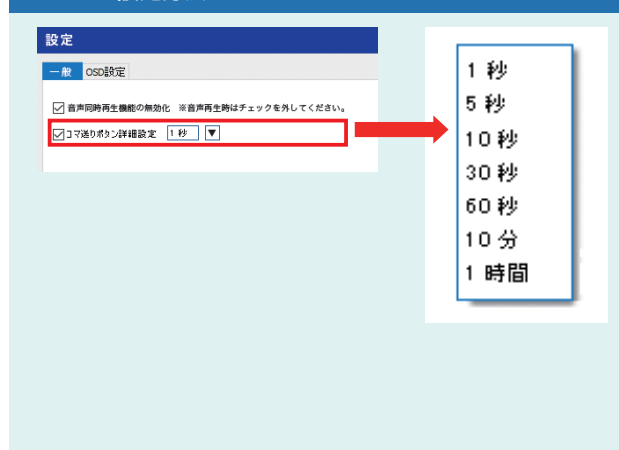 設定
一般 OSD設定
音声同時再生機能の無効化 ※音声再生時はチェックを外してください。
コマ送りボタン詳細設定 1秒 ▼
1 秒
5 秒
10 秒
30 秒
60 秒
10 分
1 時間